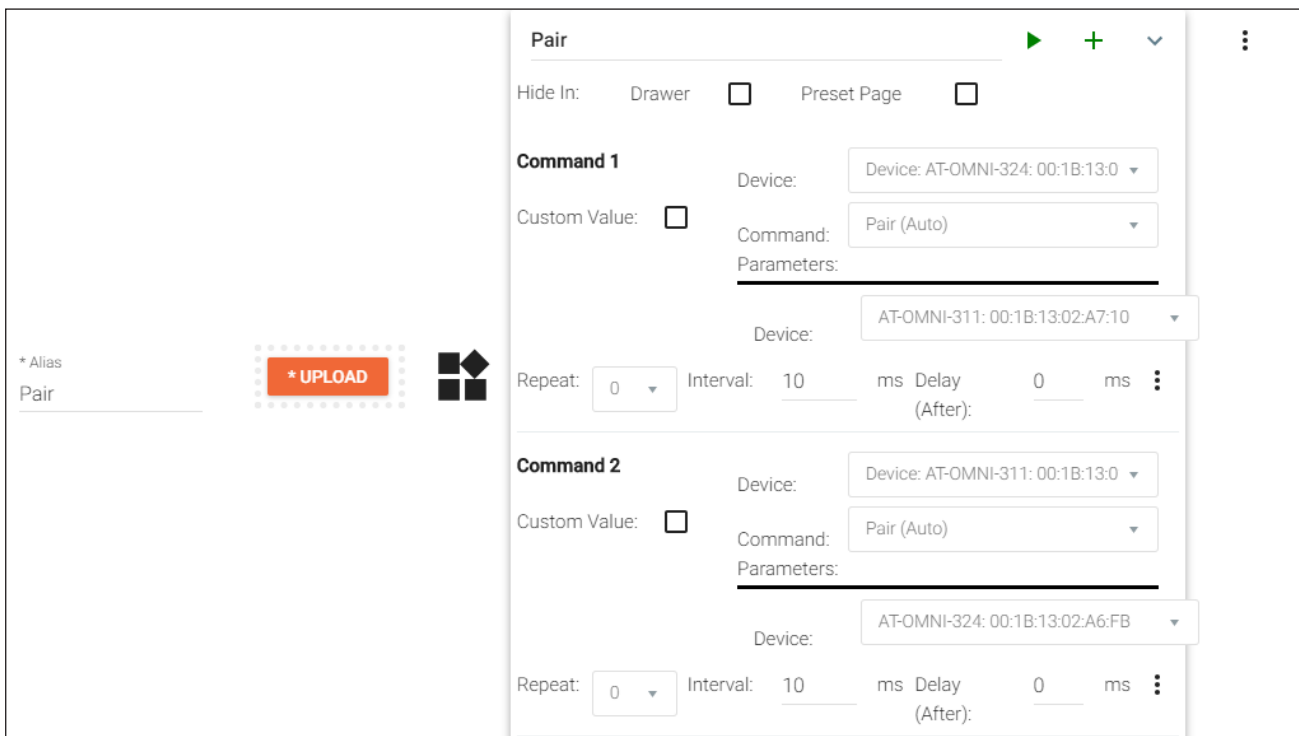 Pair
Hide In: Drawer Preset Page
Command 1
Device: Device: AT-OMNI-324: 00:1B:13:0
Custom Value:
Command: Pair (Auto)
Parameters:
Device: AT-OMNI-311: 00:1B:13:02:A7:10
* Alias
Pair
* UPLOAD
Repeat: 0 Interval: 10 ms Delay 0 ms
(After):
Command 2
Device: Device: AT-OMNI-311: 00:1B:13:0
Custom Value:
Command: Pair (Auto)
Parameters:
Device: AT-OMNI-324: 00:1B:13:02:A6:FB
Repeat: 0 Interval: 10 ms Delay 0 ms
(After):